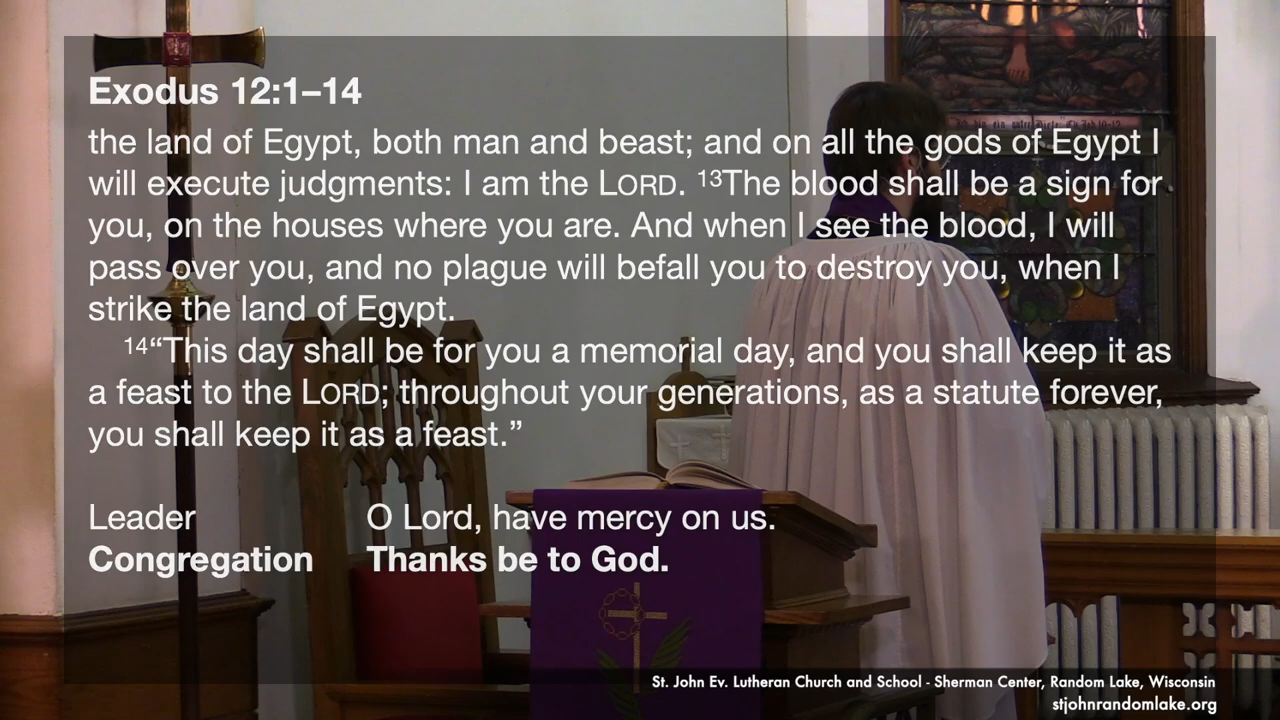 Exodus 12:1–14
the land of Egypt, both man and beast; and on all the gods of Egypt I
will execute judgments: I am the LORD. 13The blood shall be a sign for
you, on the houses where you are. And when I see the blood, I will
pass over you, and no plague will befall you to destroy you, when I
strike the land of Egypt.
14“This day shall be for you a memorial day, and you shall keep it as
a feast to the LORD; throughout your generations, as a statute forever,
you shall keep it as a feast.”
Leader O Lord, have mercy on us.
Congregation Thanks be to God.
St. John Ev. Lutheran Church and School - Sherman Center, Random Lake, Wisconsin
stjohnrandomlake.org